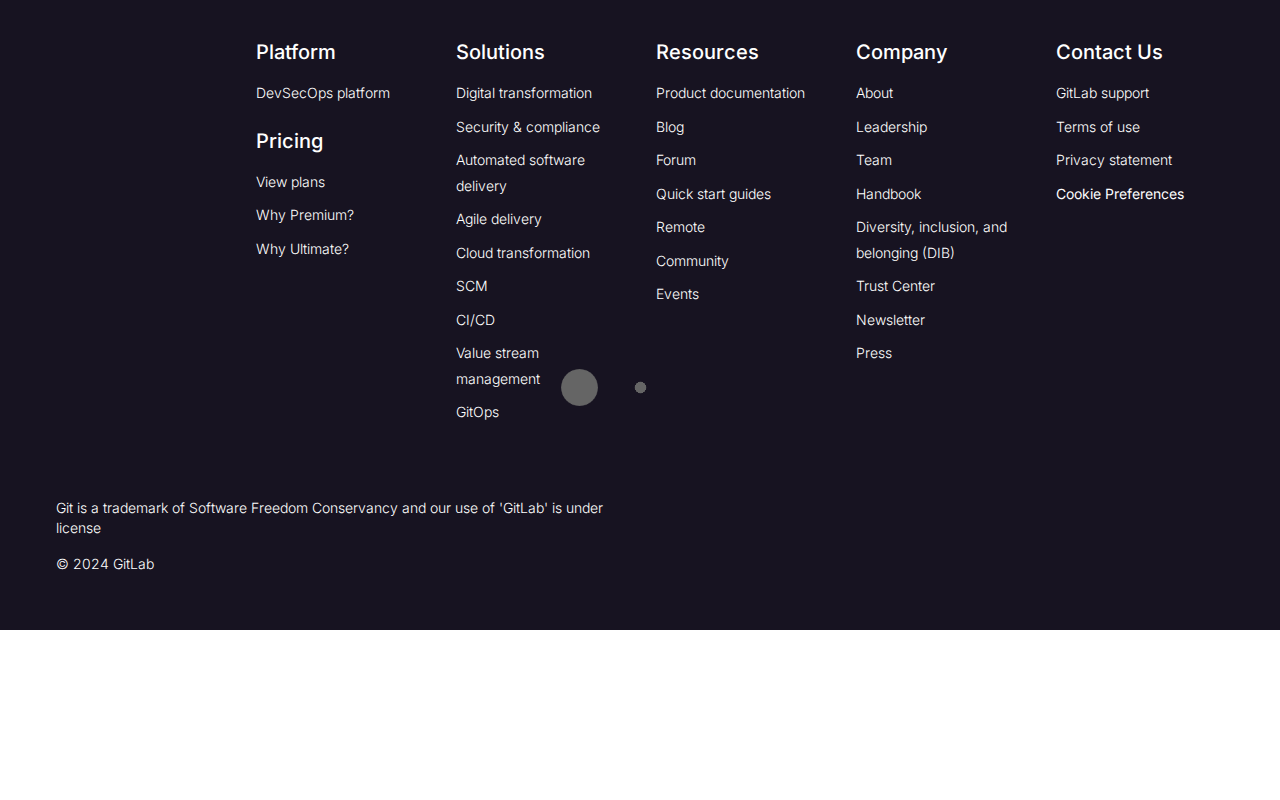 Platform
DevSecOps platform
Pricing
View plans
Why Premium?
Why Ultimate?
Solutions
Digital transformation
Security & compliance
Automated software
delivery
Agile delivery
Cloud transformation
SCM
CI/CD
Value stream
management
GitOps
Resources
Product documentation
Blog
Forum
Quick start guides
Remote
Community
Events
Company
About
Leadership
Team
Handbook
Diversity, inclusion, and
belonging (DIB)
Trust Center
Newsletter
Press
Contact Us
GitLab support
Terms of use
Privacy statement
Cookie Preferences
Git is a trademark of Software Freedom Conservancy and our use of 'GitLab' is under
license
© 2024 GitLab